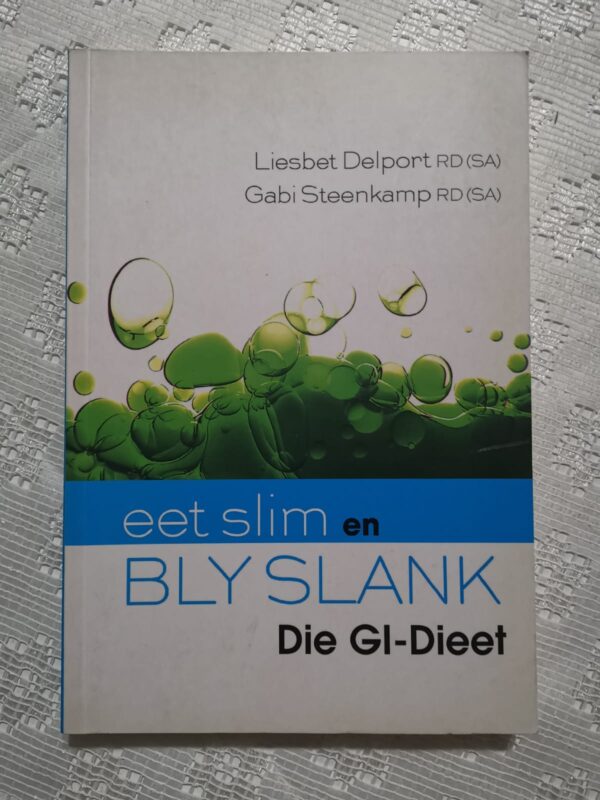 Liesbet Delport RD (SA)
Gabi Steenkamp RD (SA)
eet slim en
BLY SLANK
Die GI-Dieet